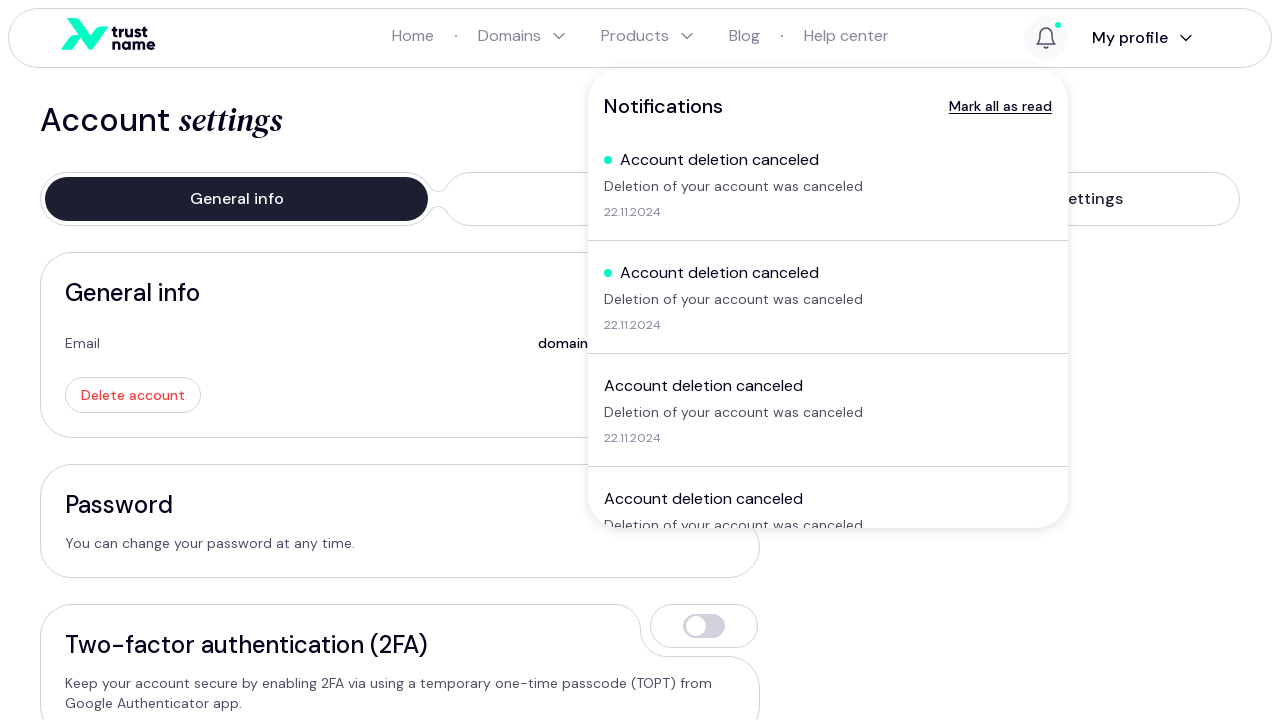 trust
name
Home
Domains
Products
Blog
Help center
My profile
Account settings
General info
ettings
Notifications
Mark all as read
Account deletion canceled
Deletion of your account was canceled
22.11.2024
Account deletion canceled
Deletion of your account was canceled
22.11.2024
Account deletion canceled
Deletion of your account was canceled
22.11.2024
Account deletion canceled
Deletion of your account was canceled
General info
Email
domain
Delete account
Password
You can change your password at any time.
Two-factor authentication (2FA)
Keep your account secure by enabling 2FA via using a temporary one-time passcode (TOPT) from
Google Authenticator app.